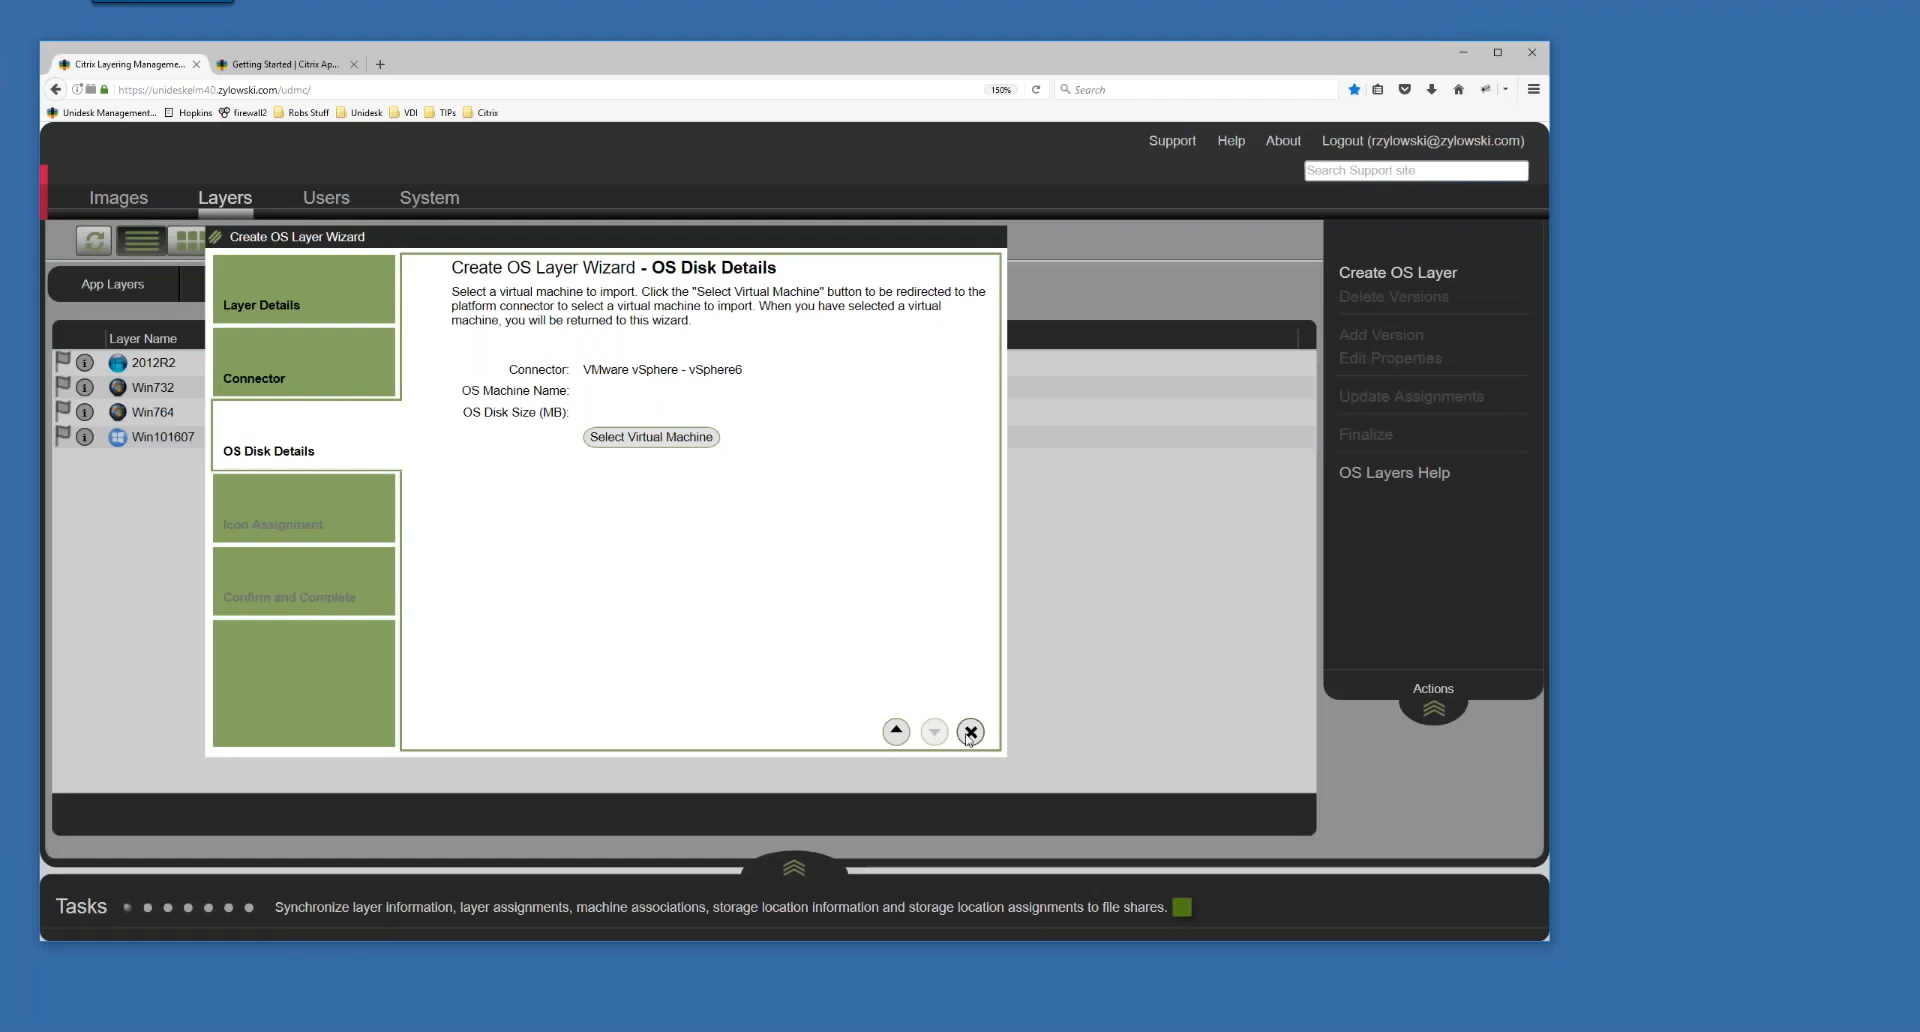 Citrix Layering Manageme...
Getting Started | Citrix Ap...
https://unideskelm40.zylowski.com/udmc/
150%
Search
Unidesk Management...
Hopkins
firewall2
Robs Stuff
Unidesk
VDI
TIPs
Citrix
Support
Help
About
Logout (rzylowski@zylowski.com)
Search Support site
Images
Layers
Users
System
Create OS Layer Wizard
App Layers
Layer Name
2012R2
Win732
Win764
Win101607
Layer Details
Connector
OS Disk Details
Icon Assignment
Confirm and Complete
Create OS Layer Wizard - OS Disk Details
Select a virtual machine to import. Click the "Select Virtual Machine" button to be redirected to the
platform connector to select a virtual machine to import. When you have selected a virtual
machine, you will be returned to this wizard.
Connector: VMware vSphere - vSphere6
OS Machine Name:
OS Disk Size (MB):
Select Virtual Machine
Create OS Layer
Delete Versions
Add Version
Edit Properties
Update Assignments
Finalize
OS Layers Help
Actions
Tasks
Synchronize layer information, layer assignments, machine associations, storage location information and storage location assignments to file shares.